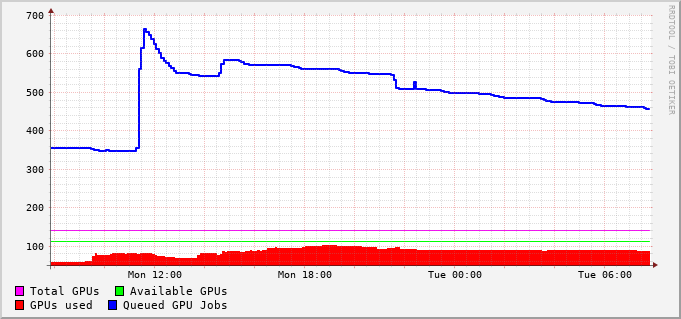 700
600
500
400
300
200
100
Mon 12:00 Mon 18:00 Tue 00:00 Tue 06:00
Total GPUs Available GPUs
GPUs used Queued GPU Jobs
RRDTOOL / TOBI OETIKER